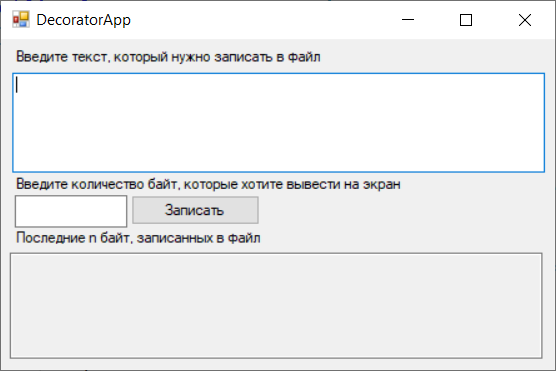 DecoratorApp
Введите текст, который нужно записать в файл
Введите количество байт, которые хотите вывести на экран
Записать
Последние n байт, записанных в файл